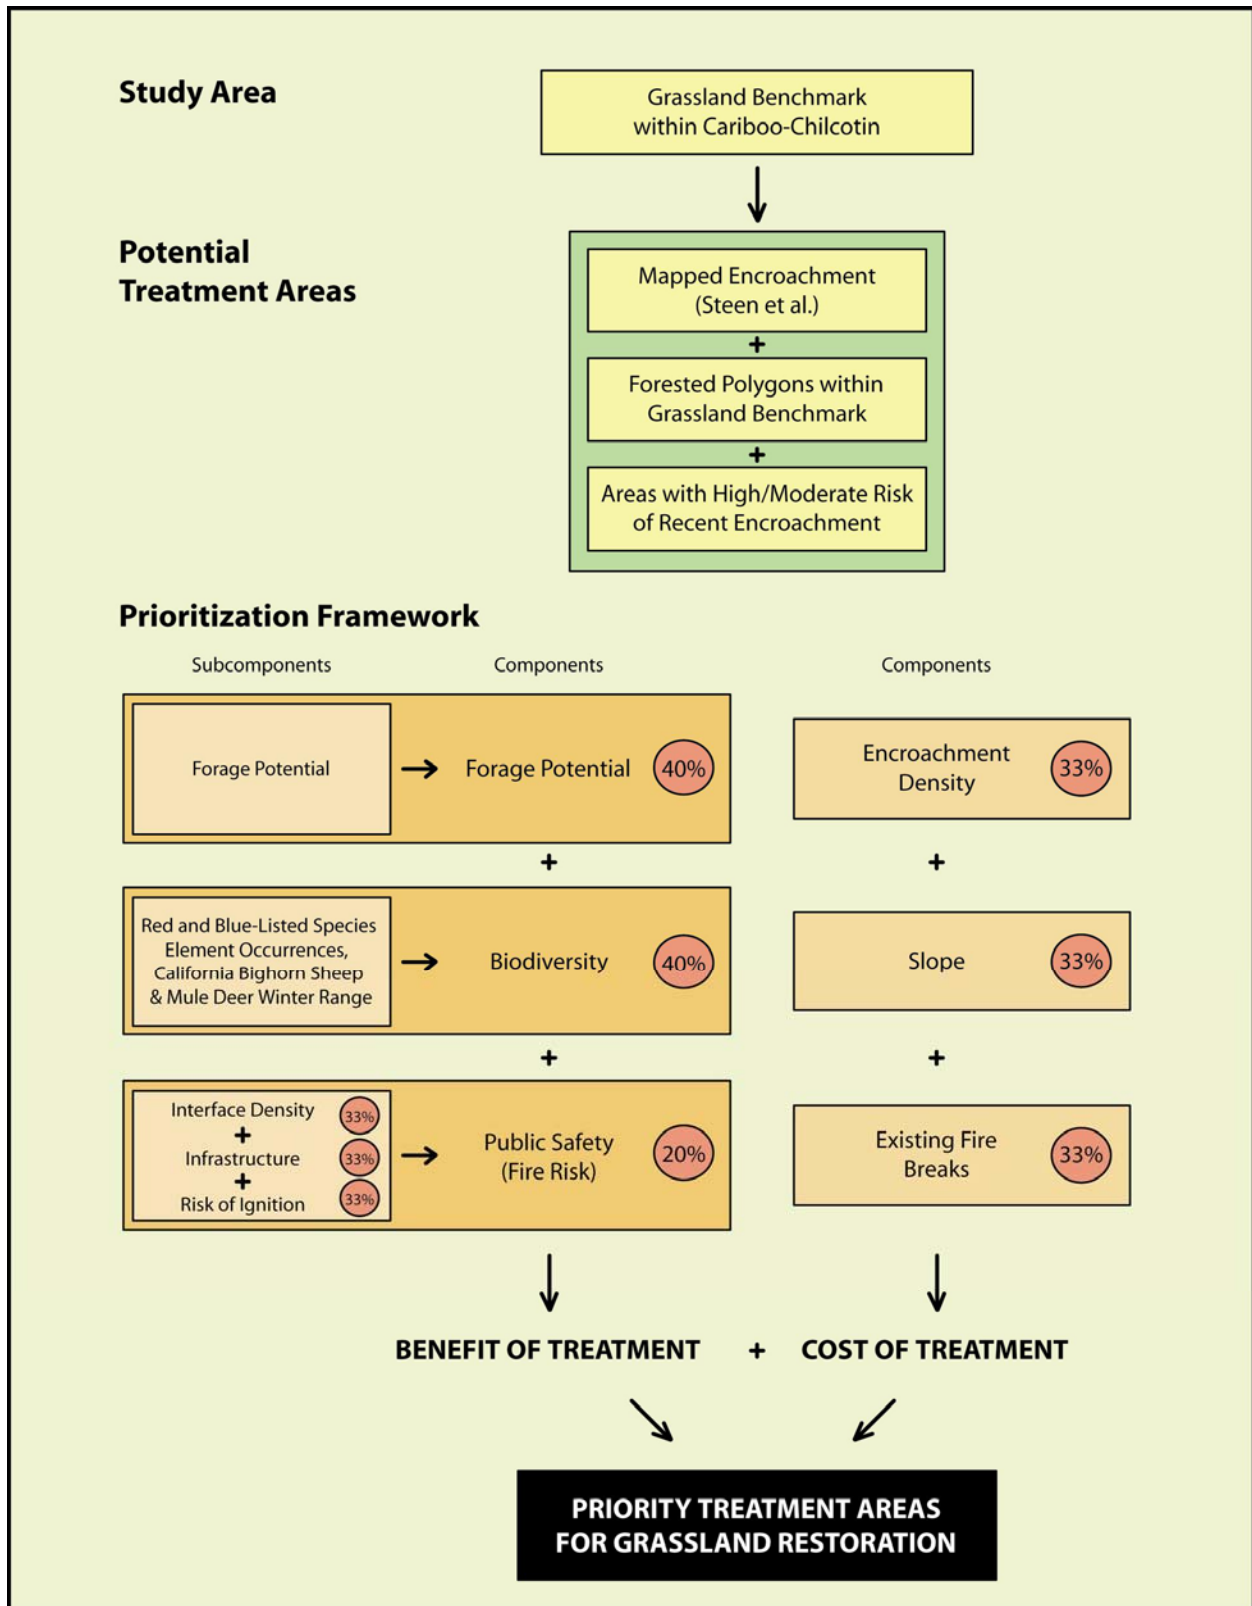 Study Area
Grassland Benchmark
within Cariboo-Chilcotin
Potential
Treatment Areas
Mapped Encroachment
(Steen et al.)
+
Forested Polygons within
Grassland Benchmark
+
Areas with High/Moderate Risk
of Recent Encroachment
Prioritization Framework
Subcomponents
Components
Components
Forage Potential
Forage Potential
40%
Encroachment
Density
33%
+
+
Red and Blue-Listed Species
Element Occurrences,
California Bighorn Sheep
& Mule Deer Winter Range
Biodiversity
40%
Slope
33%
+
+
Interface Density
33%
+
Infrastructure
33%
+
Risk of Ignition
33%
Public Safety
(Fire Risk)
20%
Existing Fire
Breaks
33%
BENEFIT OF TREATMENT + COST OF TREATMENT
PRIORITY TREATMENT AREAS
FOR GRASSLAND RESTORATION